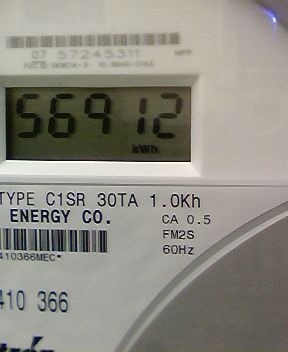 07 57245311
56912
kWh
TYPE C1SR 30TA 1.0Kh
ENERGY CO.
CA 0.5
FM2S
60Hz
410366MEC*
410 366